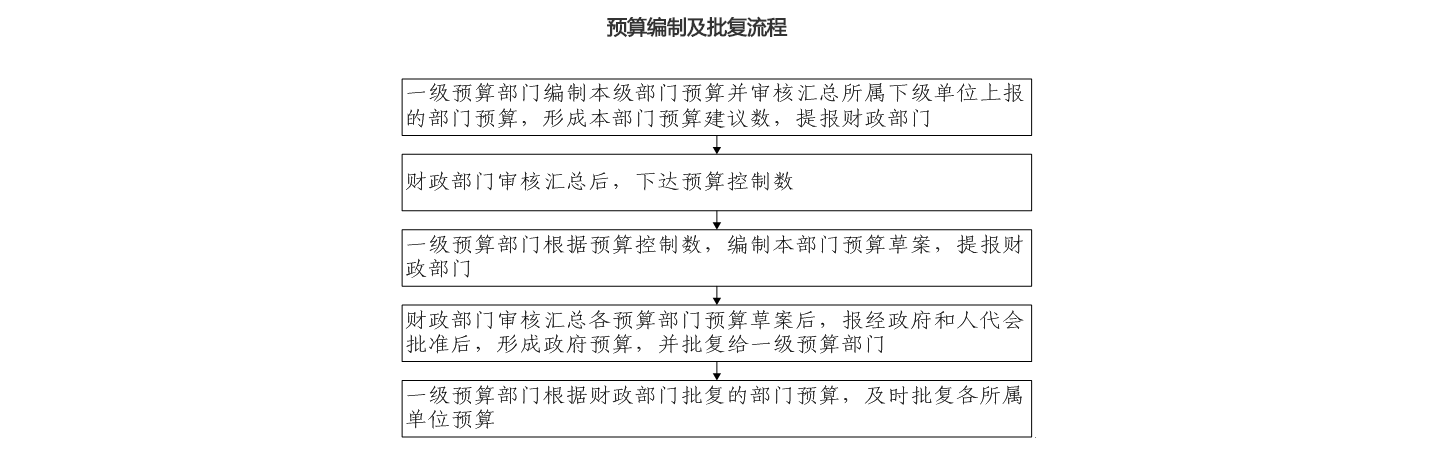 预算编制及批复流程
一级预算部门编制本级部门预算并审核汇总所属下级单位上报
的部门预算，形成本部门预算建议数，提报财政部门
财政部门审核汇总后，下达预算控制数
一级预算部门根据预算控制数，编制本部门预算草案，提报财
政部门
财政部门审核汇总各预算部门预算草案后，报经政府和人代会
批准后，形成政府预算，并批复给一级预算部门
一级预算部门根据财政部门批复的部门预算，及时批复各所属
单位预算